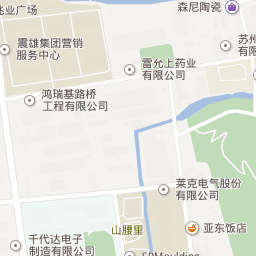 兆业广场
森尼陶瓷
震雄集团营销
服务中心
苏州
有限
雷允上药业
有限公司
鸿瑞基路桥
工程有限公司
莱克电气股份
有限公司
山腰里
亚东饭店
千代达电子
制造有限公司